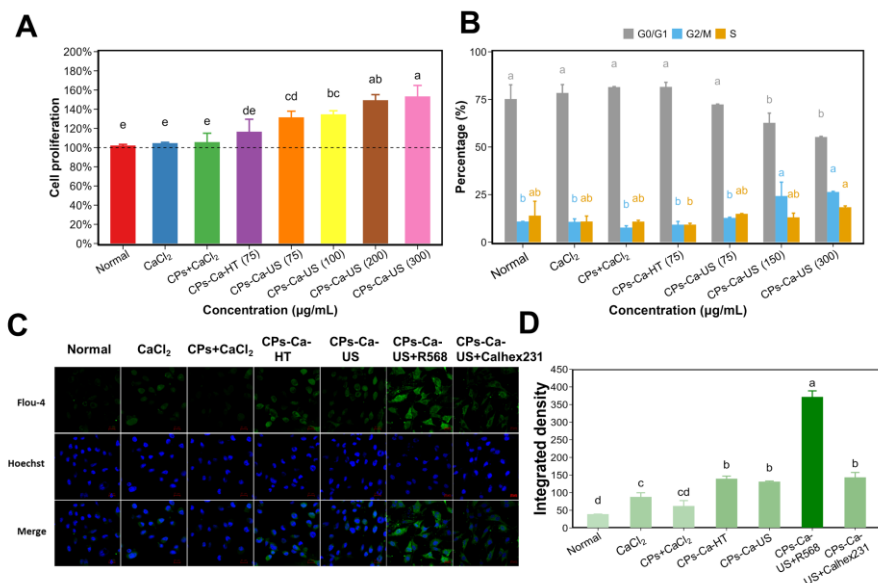 A
Cell proliferation
200%
180%
160%
140%
120%
100%
80%
60%
40%
20%
0%
e
e
e
de
cd
bc
ab
a
Normal
CaCl₂
CPs+CaCl₂
CPs-Ca-HT (75)
CPs-Ca-US (75)
CPs-Ca-US (100)
CPs-Ca-US (200)
CPs-Ca-US (300)
Concentration (μg/mL)
B
G0/G1 G2/M S
Percentage (%)
100
75
50
25
0
a
a
a
a
a
b
b
b ab
b ab
b ab
b b
b ab
a ab
a a
Normal
CaCl₂
CPs+CaCl₂
CPs-Ca-HT (75)
CPs-Ca-US (75)
CPs-Ca-US (150)
CPs-Ca-US (300)
Concentration (μg/mL)
C
Normal
CaCl₂
CPs+CaCl₂
CPs-Ca-
HT
CPs-Ca-
US
CPs-Ca-
US+R568
CPs-Ca-
US+Calhex231
Flou-4
Hoechst
Merge
D
Integrated density
450
400
350
300
250
200
150
100
50
0
d
c
cd
b
b
a
b
Normal
CaCl₂
CPs+CaCl₂
CPs-Ca-HT
CPs-Ca-US
CPs-Ca-
US+R568
CPs-Ca-
US+Calhex231